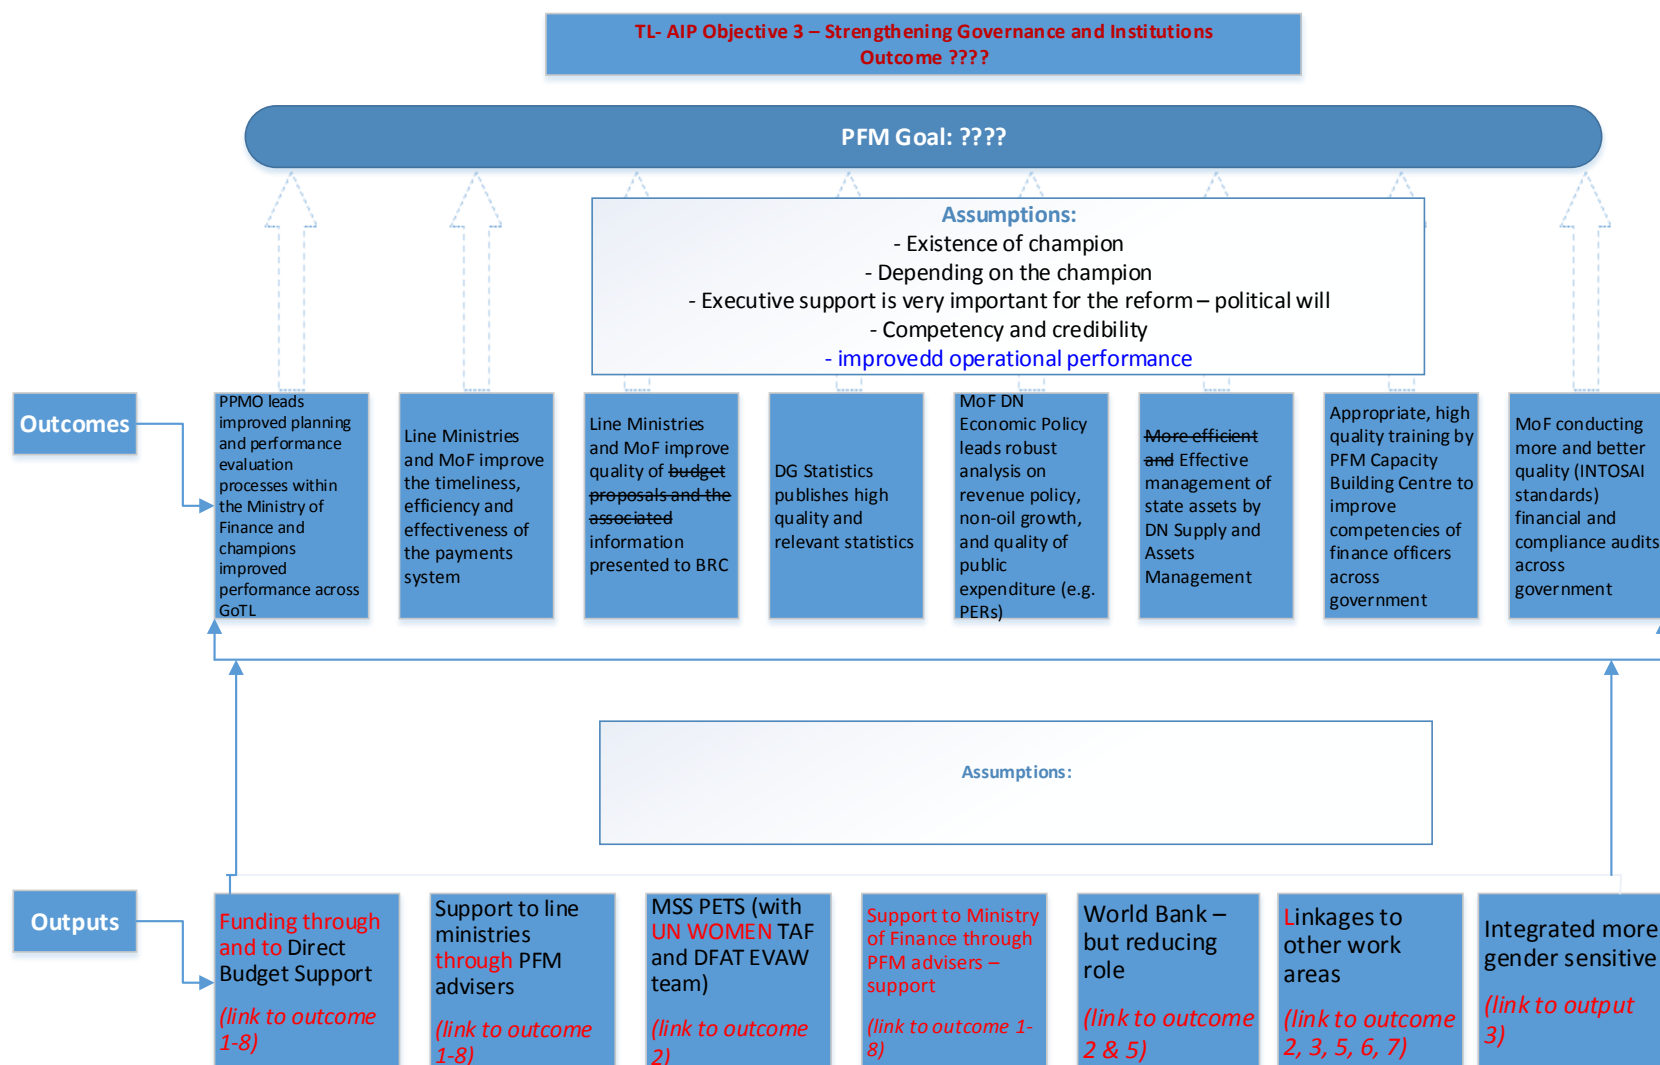 TL- AIP Objective 3 – Strengthening Governance and Institutions
Outcome ????
PFM Goal: ????
Assumptions:
- Existence of champion
- Depending on the champion
- Executive support is very important for the reform – political will
- Competency and credibility
- improvedd operational performance
Outcomes
PPMO leads
improved planning
and performance
evaluation
processes within
the Ministry of
Finance and
champions
improved
performance across
GoTL
Line Ministries
and MoF improve
the timeliness,
efficiency and
effectiveness of
the payments
system
Line Ministries
and MoF improve
quality of budget
proposals and the
associated
information
presented to BRC
DG Statistics
publishes high
quality and
relevant statistics
MoF DN
Economic Policy
leads robust
analysis on
revenue policy,
non-oil growth,
and quality of
public
expenditure (e.g.
PERs)
More efficient
and Effective
management of
state assets by
DN Supply and
Assets
Management
Appropriate, high
quality training by
PFM Capacity
Building Centre to
improve
competencies of
finance officers
across
government
MoF conducting
more and better
quality (INTOSAI
standards)
financial and
compliance audits
across
government
Assumptions:
Outputs
Funding through
and to Direct
Budget Support
(link to outcome
1-8)
Support to line
ministries
through PFM
advisers
(link to outcome
1-8)
MSS PETS (with
UN WOMEN TAF
and DFAT EVAW
team)
(link to outcome
2)
Support to Ministry
of Finance through
PFM advisers –
support
(link to outcome 1-
8)
World Bank –
but reducing
role
(link to outcome
2 & 5)
Linkages to
other work
areas
(link to outcome
2, 3, 5, 6, 7)
Integrated more
gender sensitive
(link to output
3)